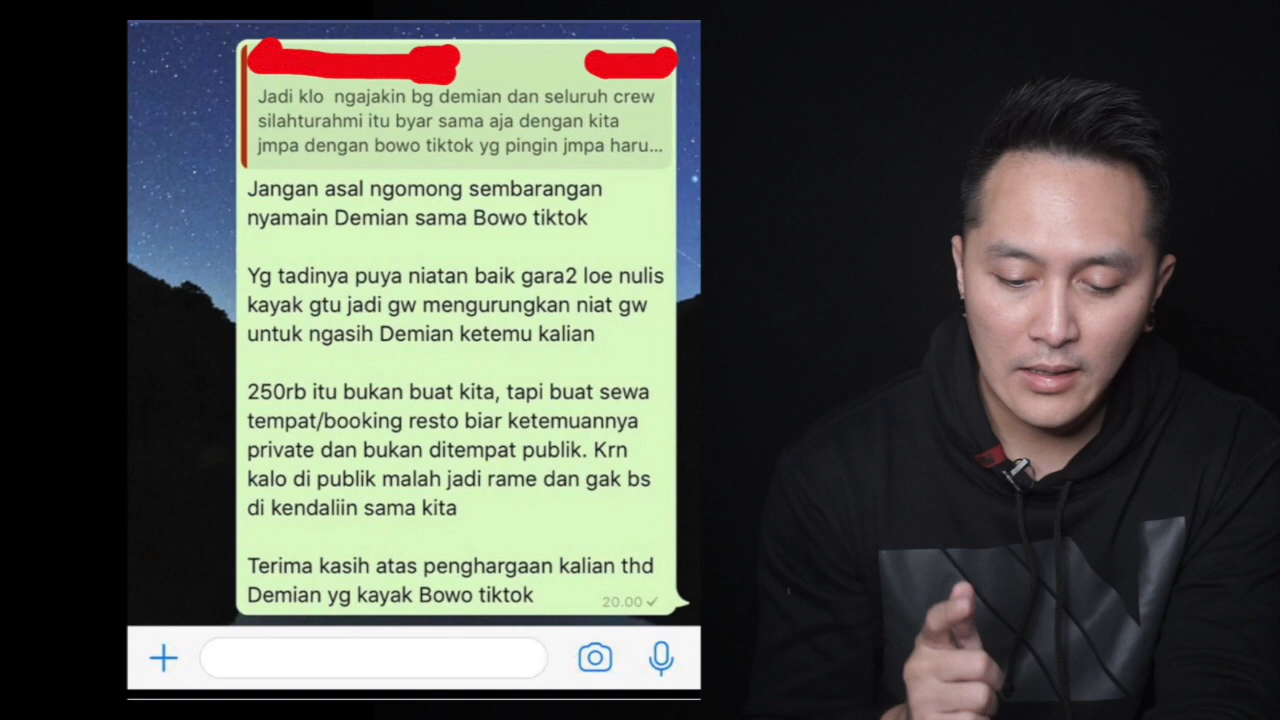 Jadi klo  ngajakin bg demian dan seluruh crew
silahturahmi itu byar sama aja dengan kita
jmpa dengan bowo tiktok yg pingin jmpa haru...
Jangan asal ngomong sembarangan
nyamain Demian sama Bowo tiktok
Yg tadinya puya niatan baik gara2 loe nulis
kayak gtu jadi gw mengurungkan niat gw
untuk ngasih Demian ketemu kalian
250rb itu bukan buat kita, tapi buat sewa
tempat/booking resto biar ketemuannya
private dan bukan ditempat publik. Krn
kalo di publik malah jadi rame dan gak bs
di kendaliin sama kita
Terima kasih atas penghargaan kalian thd
Demian yg kayak Bowo tiktok
20.00